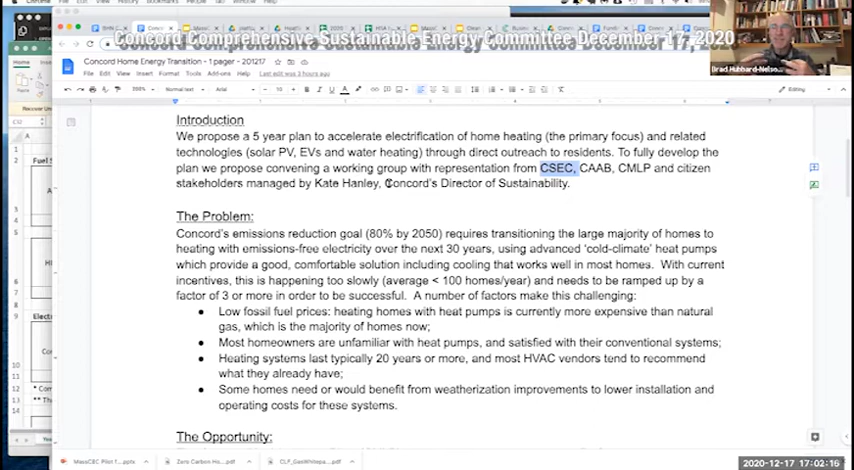 Concord Comprehensive Sustainable Energy Committee December 17, 2020
Concord Home Energy Transition - 1 pager - 201217
File Edit View Insert Format Tools Add-ons Help Last edit was 3 hours ago
Editing
Brad Hubbard-Nelso...
Introduction
We propose a 5 year plan to accelerate electrification of home heating (the primary focus) and related
technologies (solar PV, EVs and water heating) through direct outreach to residents. To fully develop the
plan we propose convening a working group with representation from CSEC, CAAB, CMLP and citizen
stakeholders managed by Kate Hanley, Concord's Director of Sustainability.
The Problem:
Concord's emissions reduction goal (80% by 2050) requires transitioning the large majority of homes to
heating with emissions-free electricity over the next 30 years, using advanced 'cold-climate' heat pumps
which provide a good, comfortable solution including cooling that works well in most homes. With current
incentives, this is happening too slowly (average < 100 homes/year) and needs to be ramped up by a
factor of 3 or more in order to be successful. A number of factors make this challenging:
● Low fossil fuel prices: heating homes with heat pumps is currently more expensive than natural
gas, which is the majority of homes now;
● Most homeowners are unfamiliar with heat pumps, and satisfied with their conventional systems;
● Heating systems last typically 20 years or more, and most HVAC vendors tend to recommend
what they already have;
● Some homes need or would benefit from weatherization improvements to lower installation and
operating costs for these systems.
The Opportunity:
MassCEC Pilot T....pptx
Zero Carbon Ho....pdf
CLF_GasWhitepa....pdf
2020-12-17 17:02:16